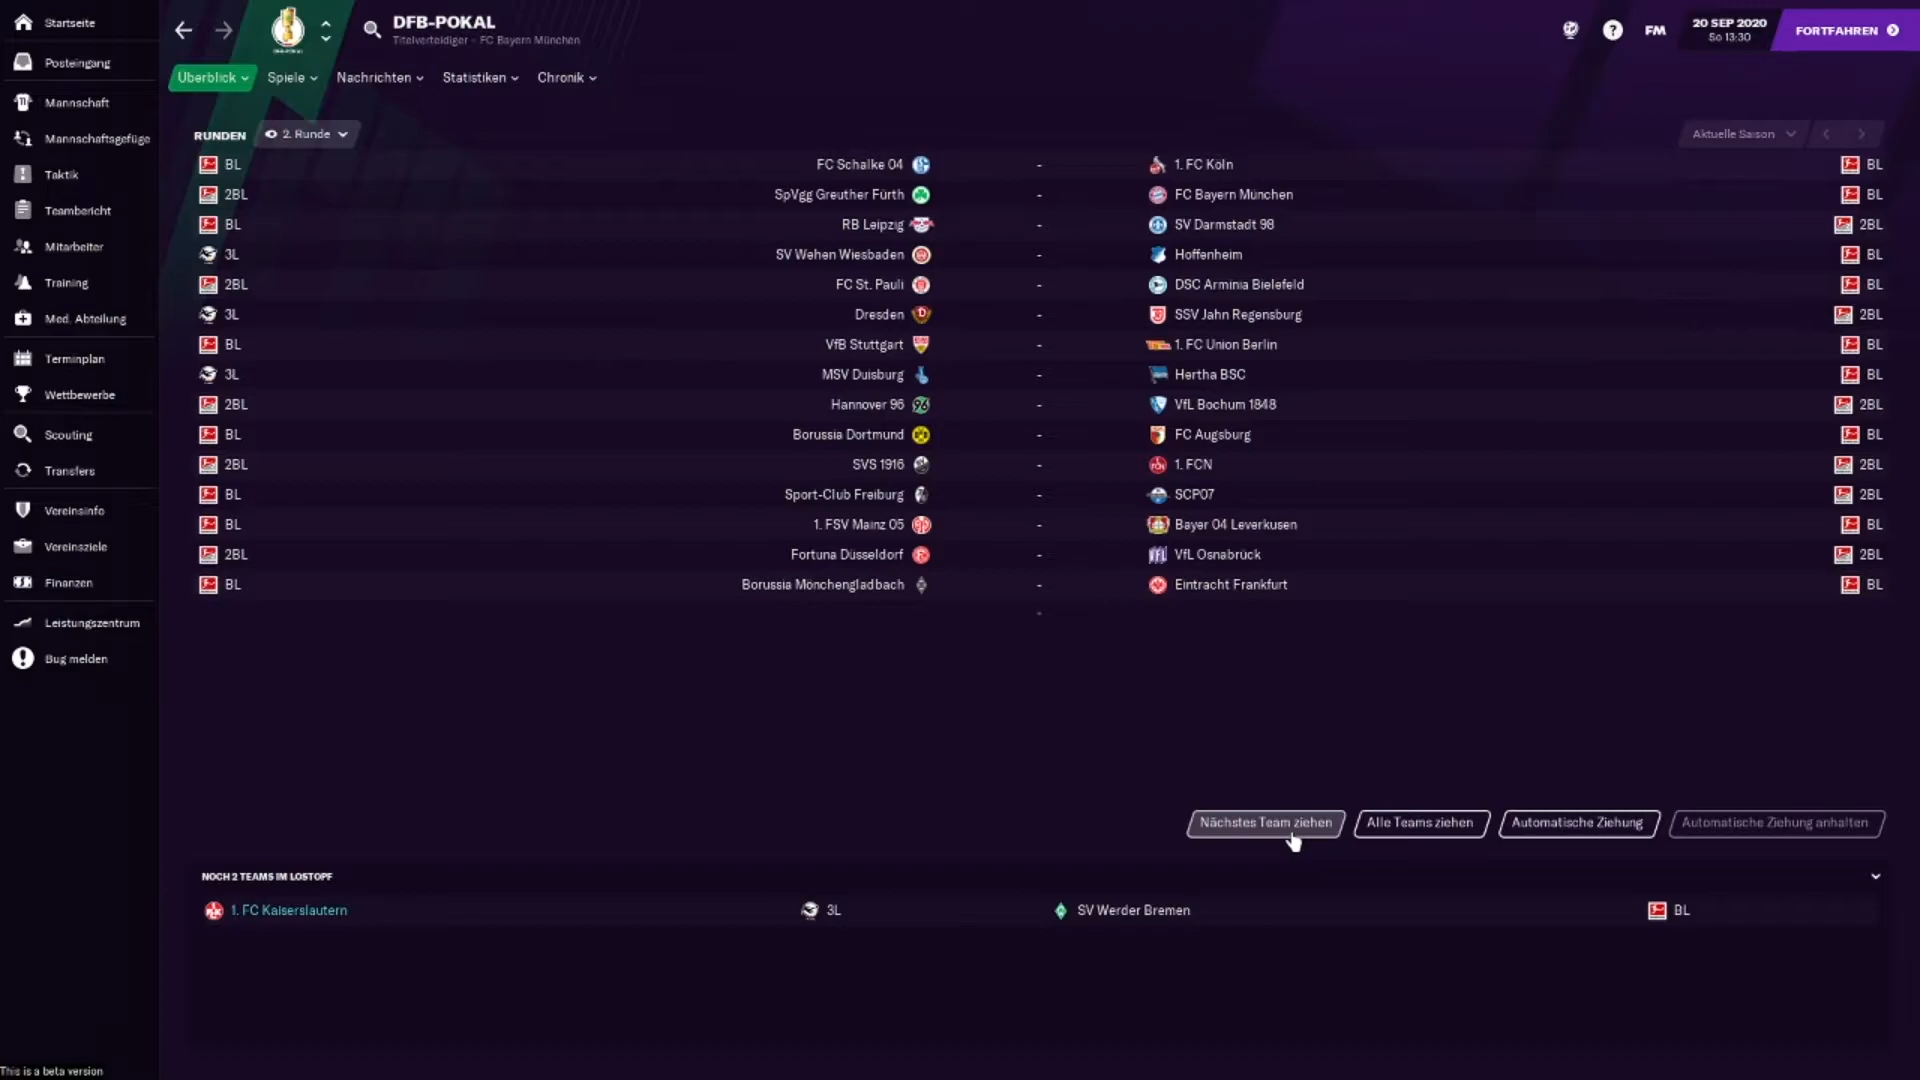 Startseite
Posteingang
Mannschaft
Mannschaftsgefüge
Taktik
Teambericht
Mitarbeiter
Training
Med. Abteilung
Terminplan
Wettbewerbe
Scouting
Transfers
Vereinsinfo
Vereinsziele
Finanzen
Leistungszentrum
Bug melden
This is a beta version
DFB-POKAL
Titelverteidiger - FC Bayern München
FM
20 SEP 2020
So 13:30
FORTFAHREN
Überblick Spiele Nachrichten Statistiken Chronik
RUNDEN 2. Runde Aktuelle Saison
BL FC Schalke 04 - 1. FC Köln BL
2BL SpVgg Greuther Fürth - FC Bayern München BL
BL RB Leipzig - SV Darmstadt 98 2BL
3L SV Wehen Wiesbaden - Hoffenheim BL
2BL FC St. Pauli - DSC Arminia Bielefeld BL
3L Dresden - SSV Jahn Regensburg 2BL
BL VfB Stuttgart - 1. FC Union Berlin BL
3L MSV Duisburg - Hertha BSC BL
2BL Hannover 96 - VfL Bochum 1848 2BL
BL Borussia Dortmund - FC Augsburg BL
2BL SVS 1916 - 1. FCN 2BL
BL Sport-Club Freiburg - SCP07 2BL
BL 1. FSV Mainz 05 - Bayer 04 Leverkusen BL
2BL Fortuna Düsseldorf - VfL Osnabrück 2BL
BL Borussia Mönchengladbach - Eintracht Frankfurt BL
-
Nächstes Team ziehen Alle Teams ziehen Automatische Ziehung Automatische Ziehung anhalten
NOCH 2 TEAMS IM LOSTOPF
1. FC Kaiserslautern 3L SV Werder Bremen BL